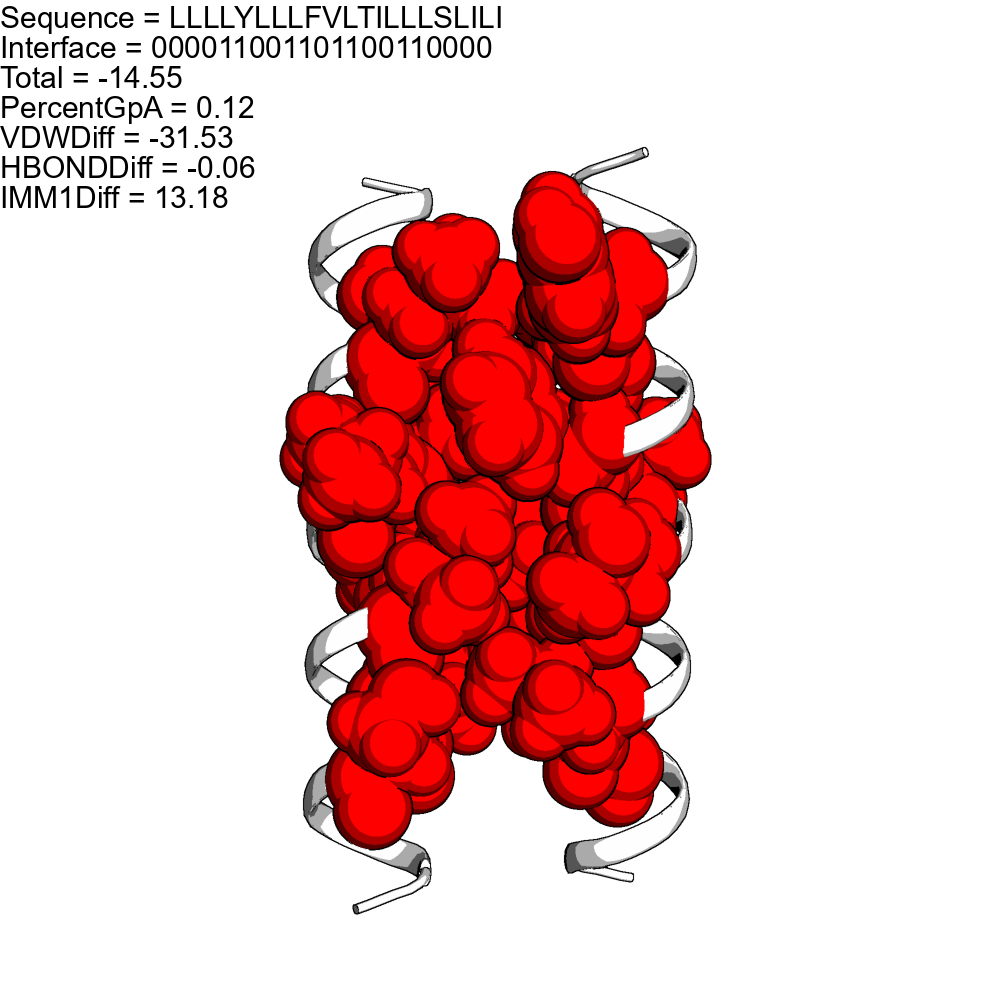 Sequence = LLLLYLLLFVLTILLLSLILI
Interface = 000011001101100110000
Total = -14.55
PercentGpA = 0.12
VDWDiff = -31.53
HBONDDiff = -0.06
IMM1Diff = 13.18